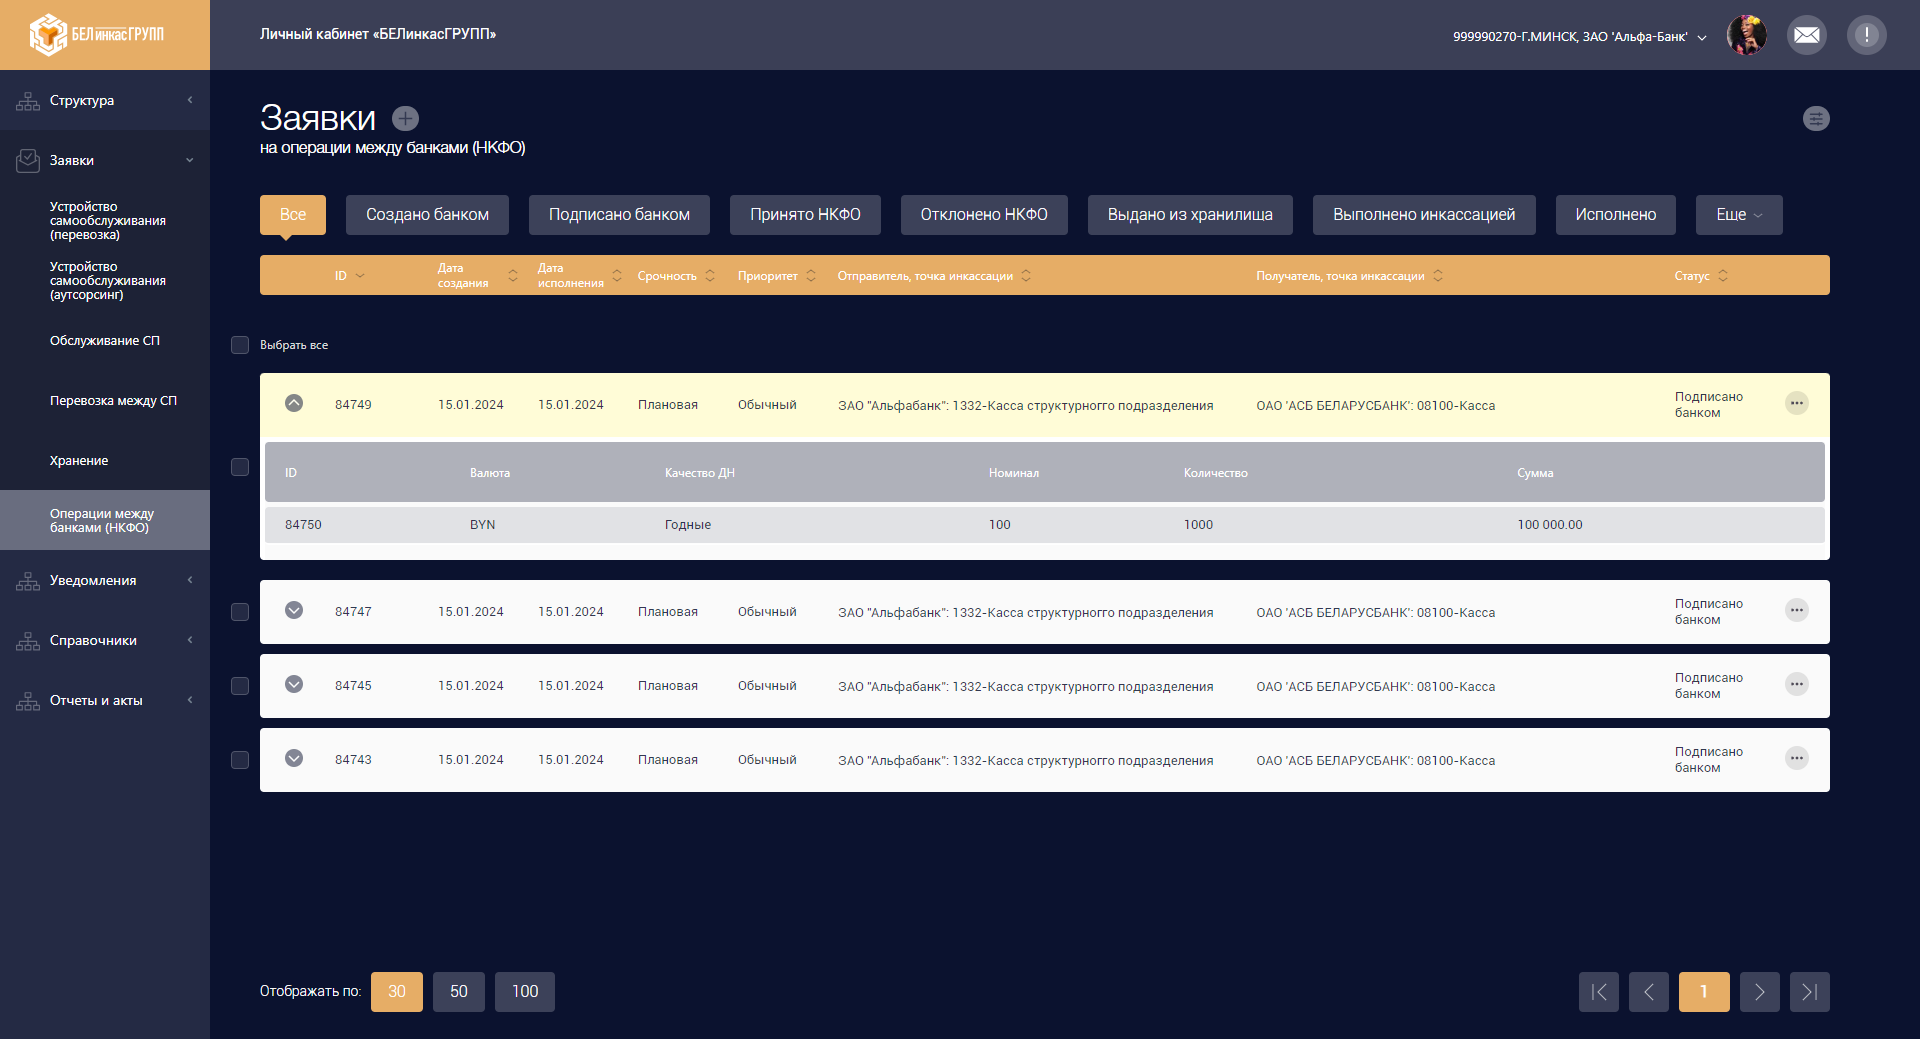 БЕЛинкасГРУПП
Личный кабинет «БЕЛинкасГРУПП»
999990270-Г.МИНСК, ЗАО 'Альфа-Банк'
Структура
Заявки
Устройство
самообслуживания
(перевозка)
Устройство
самообслуживания
(аутсорсинг)
Обслуживание СП
Перевозка между СП
Хранение
Операции между
банками (НКФО)
Уведомления
Справочники
Отчеты и акты
Заявки
на операции между банками (НКФО)
Все Создано банком Подписано банком Принято НКФО Отклонено НКФО Выдано из хранилища Выполнено инкассацией Исполнено Еще
ID Дата создания Дата исполнения Срочность Приоритет Отправитель, точка инкассации Получатель, точка инкассации Статус
Выбрать все
84749 15.01.2024 15.01.2024 Плановая Обычный ЗАО "Альфабанк": 1332-Касса структурногго подразделения ОАО 'АСБ БЕЛАРУСБАНК': 08100-Касса Подписано банком
ID Валюта Качество ДН Номинал Количество Сумма
84750 BYN Годные 100 1000 100 000.00
84747 15.01.2024 15.01.2024 Плановая Обычный ЗАО "Альфабанк": 1332-Касса структурногго подразделения ОАО 'АСБ БЕЛАРУСБАНК': 08100-Касса Подписано банком
84745 15.01.2024 15.01.2024 Плановая Обычный ЗАО "Альфабанк": 1332-Касса структурногго подразделения ОАО 'АСБ БЕЛАРУСБАНК': 08100-Касса Подписано банком
84743 15.01.2024 15.01.2024 Плановая Обычный ЗАО "Альфабанк": 1332-Касса структурногго подразделения ОАО 'АСБ БЕЛАРУСБАНК': 08100-Касса Подписано банком
Отображать по: 30 50 100
1